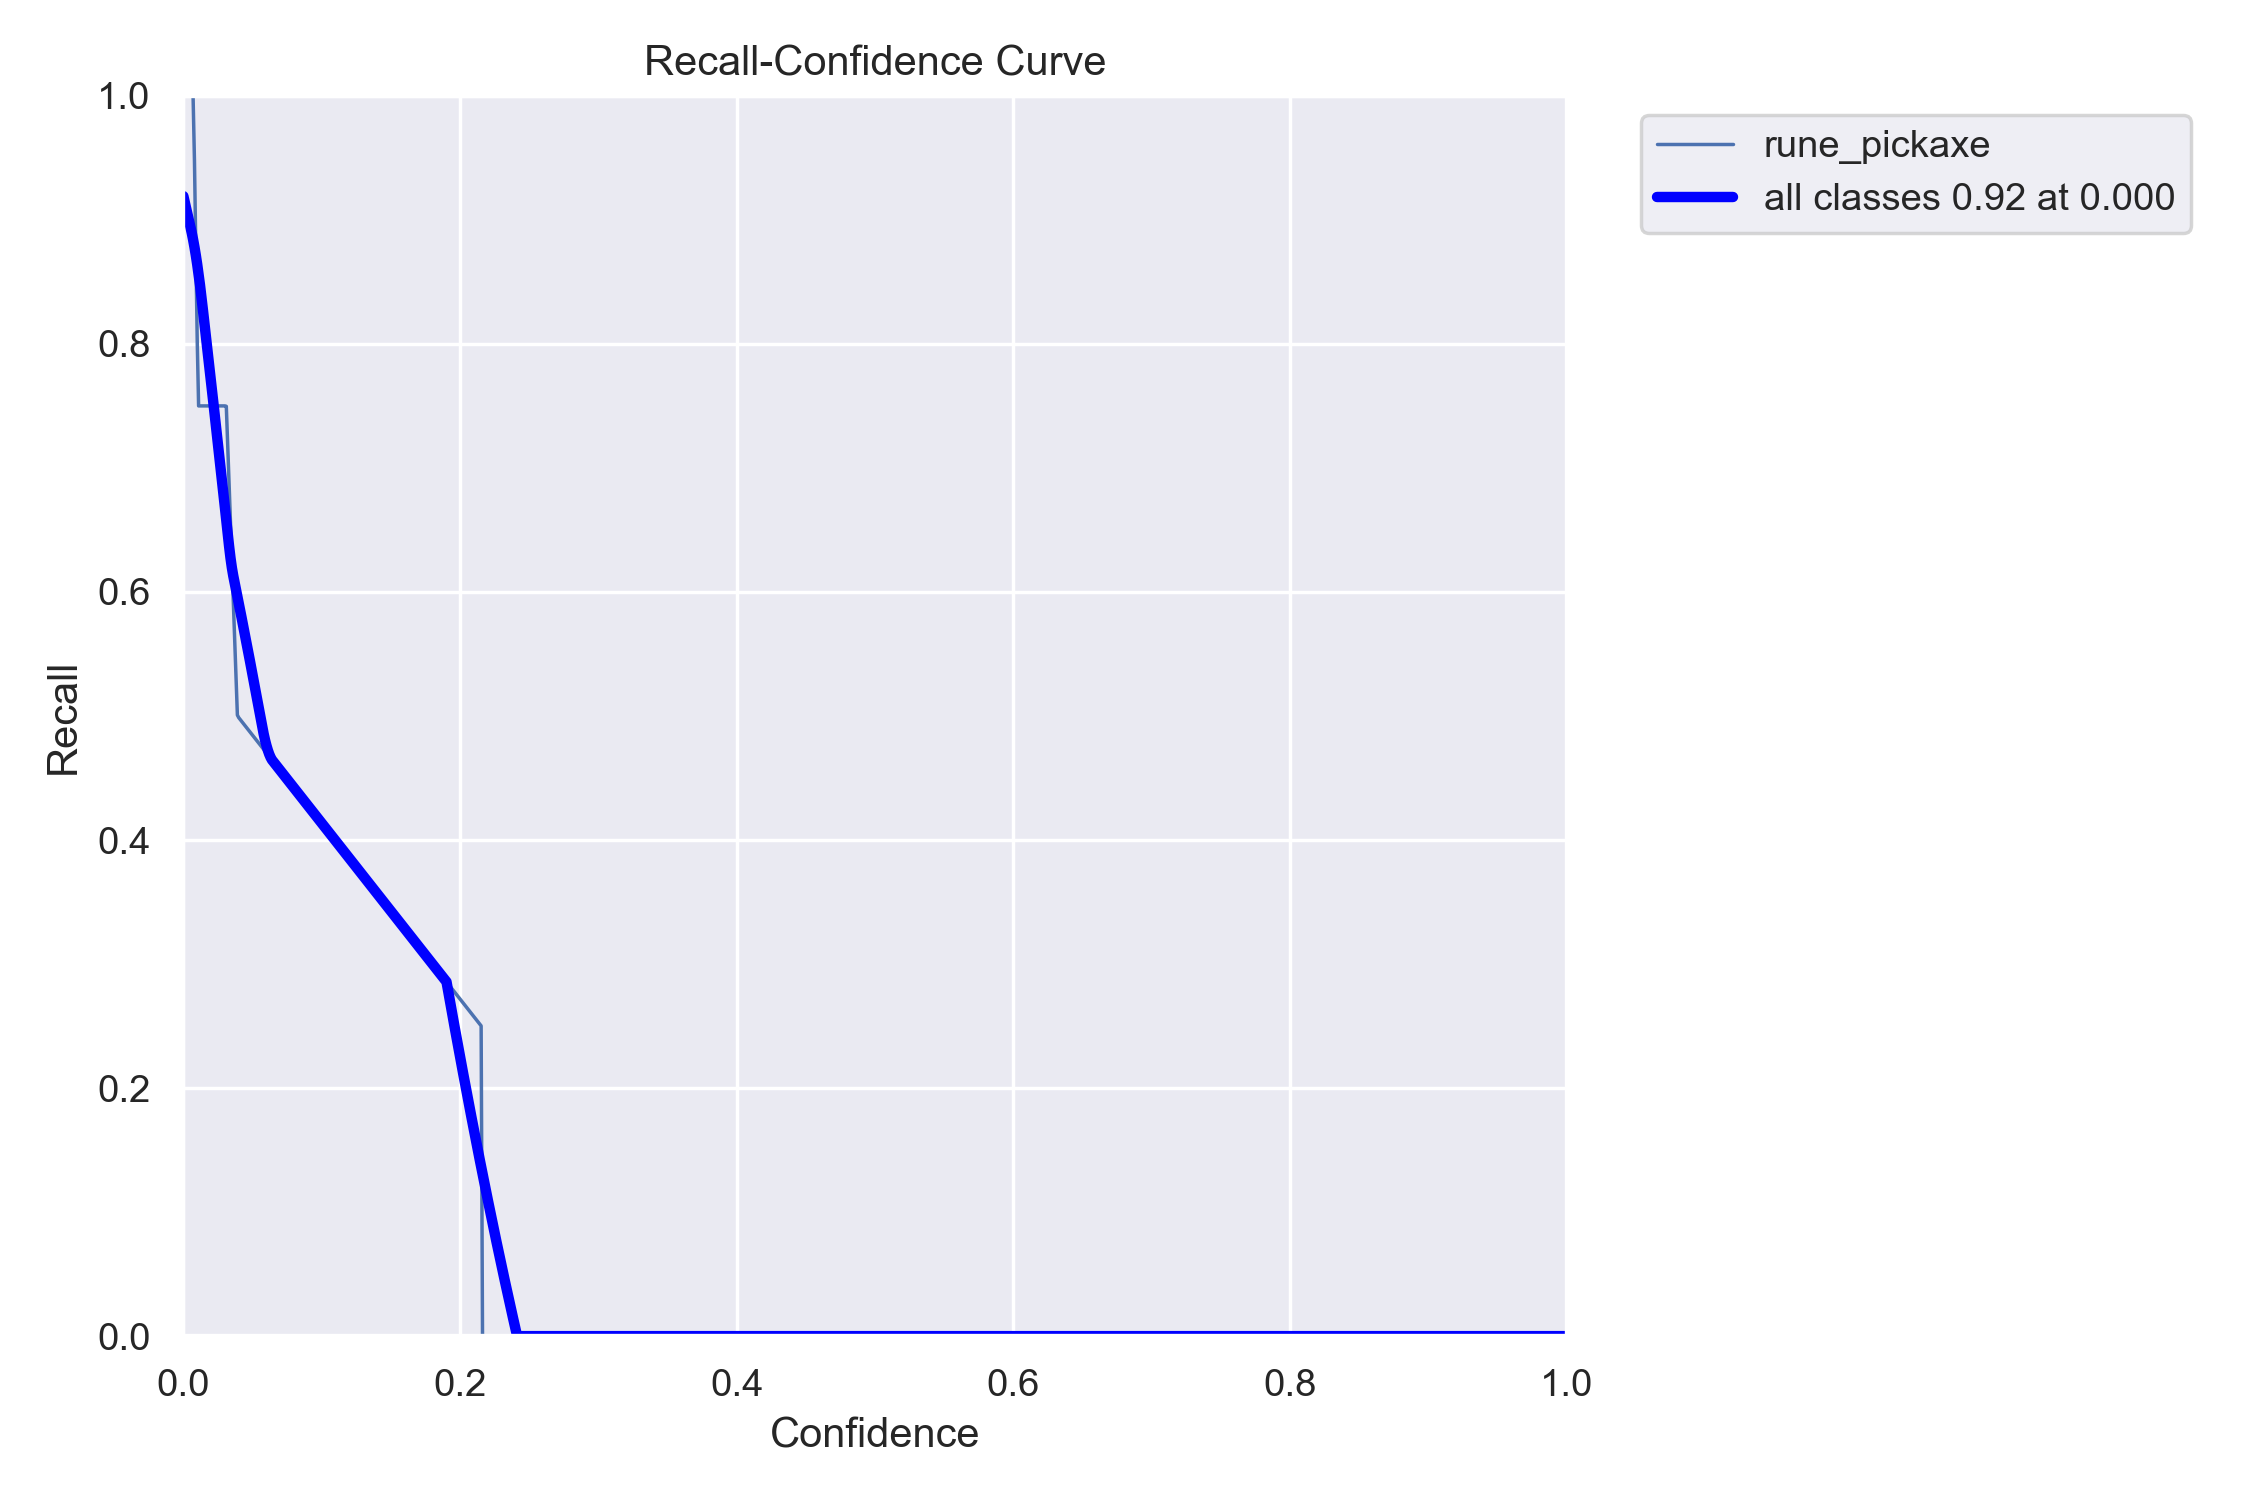 Recall-Confidence Curve
1.0
0.8
0.6
0.4
0.2
0.0
Recall
0.0 0.2 0.4 0.6 0.8 1.0
Confidence
rune_pickaxe
all classes 0.92 at 0.000